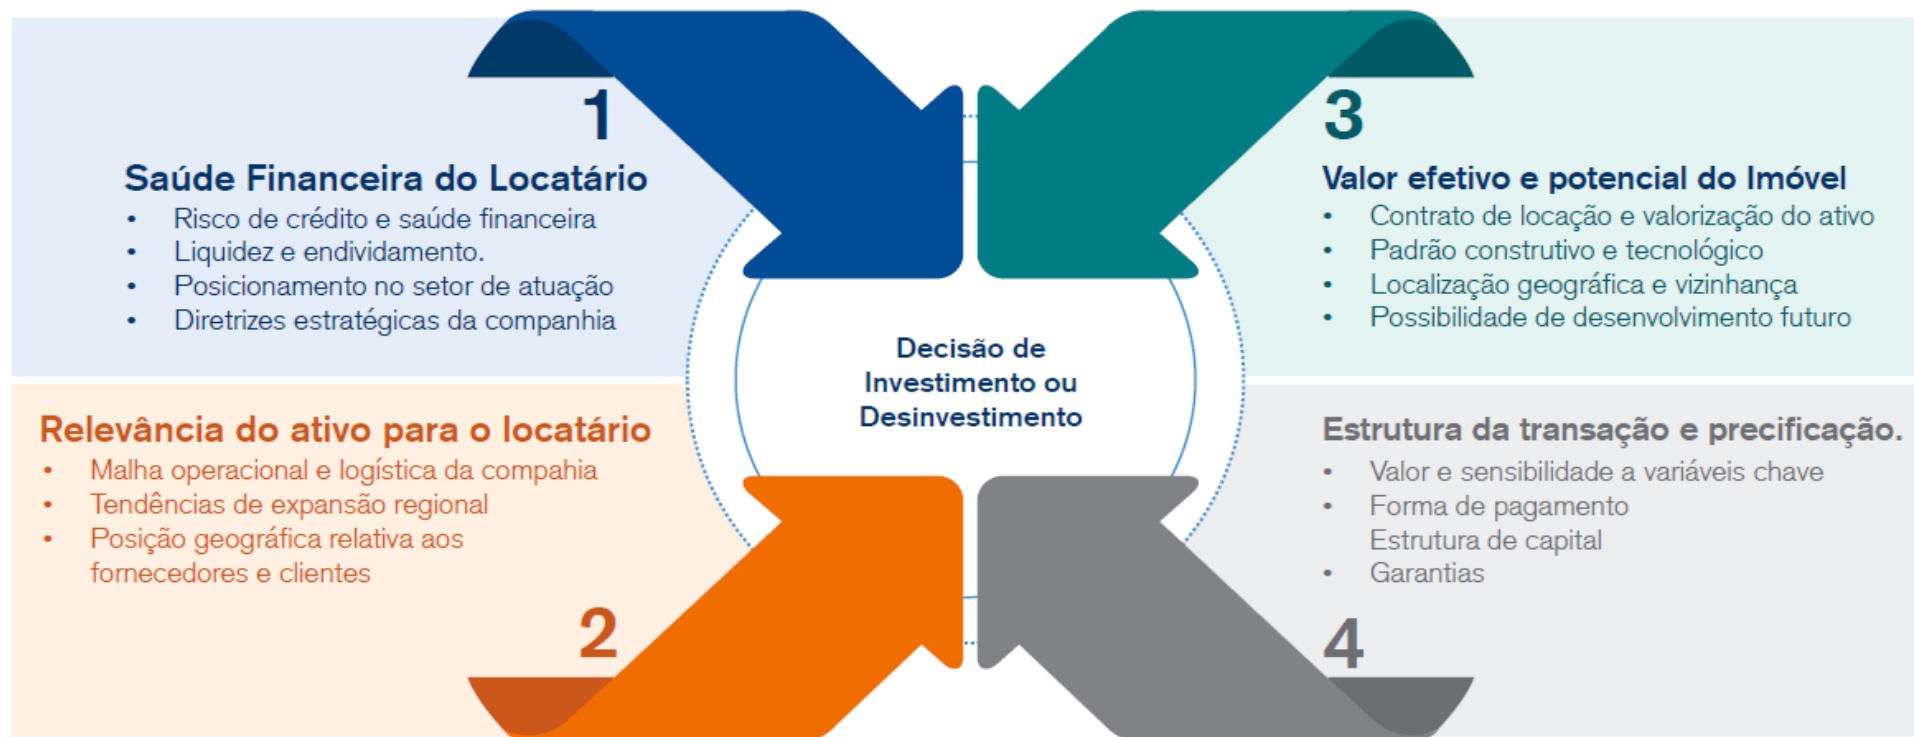 1
Saúde Financeira do Locatário
• Risco de crédito e saúde financeira
• Liquidez e endividamento.
• Posicionamento no setor de atuação
• Diretrizes estratégicas da companhia
Relevância do ativo para o locatário
• Malha operacional e logística da compahia
• Tendências de expansão regional
• Posição geográfica relativa aos
fornecedores e clientes
2
Decisão de
Investimento ou
Desinvestimento
3
Valor efetivo e potencial do Imóvel
• Contrato de locação e valorização do ativo
• Padrão construtivo e tecnológico
• Localização geográfica e vizinhança
• Possibilidade de desenvolvimento futuro
Estrutura da transação e precificação.
• Valor e sensibilidade a variáveis chave
• Forma de pagamento
Estrutura de capital
• Garantias
4